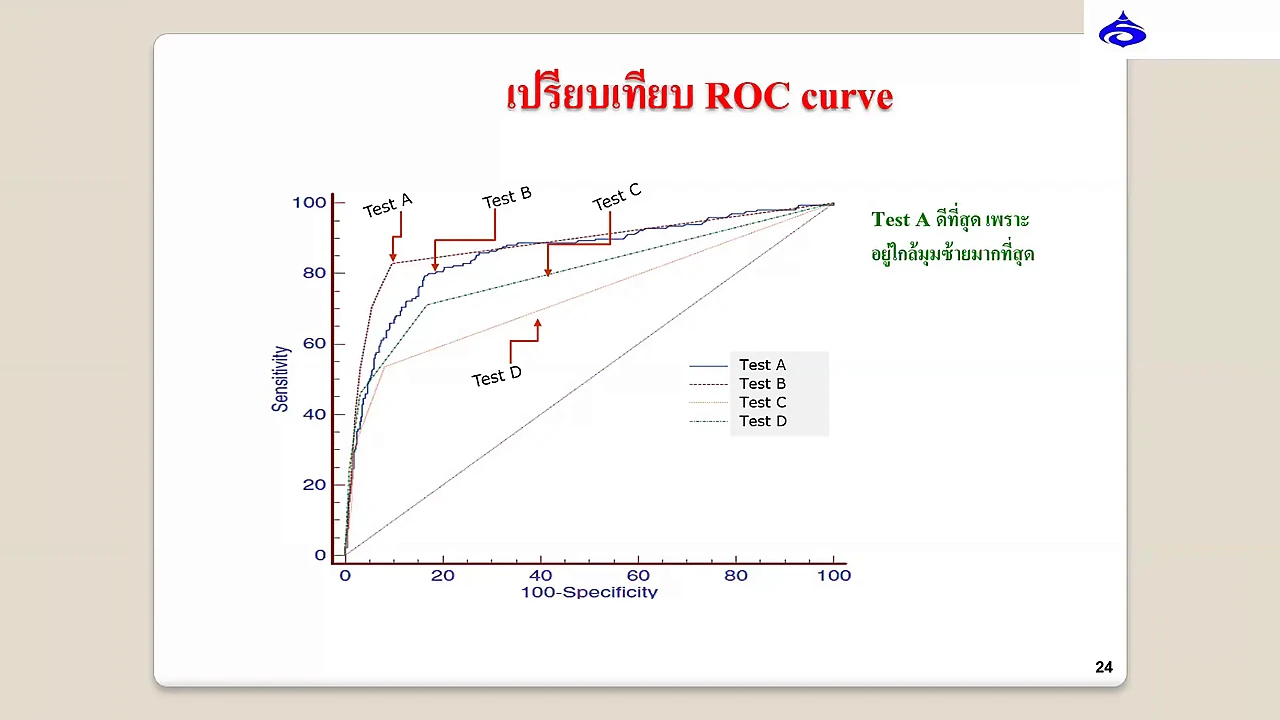 เปรียบเทียบ ROC curve
Test A
Test B
Test C
Test D
Test A ดีที่สุด เพราะ
อยู่ใกล้มุมซ้ายมากที่สุด
100
80
60
40
20
0
Sensitivity
0 20 40 60 80 100
100-Specificity
Test A
Test B
Test C
Test D
24